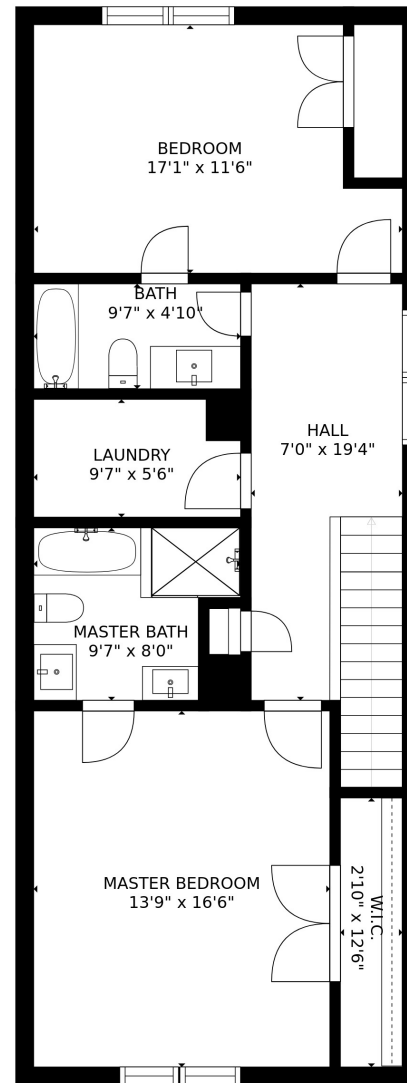 BEDROOM
17'1" x 11'6"
BATH
9'7" x 4'10"
HALL
7'0" x 19'4"
LAUNDRY
9'7" x 5'6"
MASTER BATH
9'7" x 8'0"
MASTER BEDROOM
13'9" x 16'6"
W.I.C.
2'10" x 12'6"